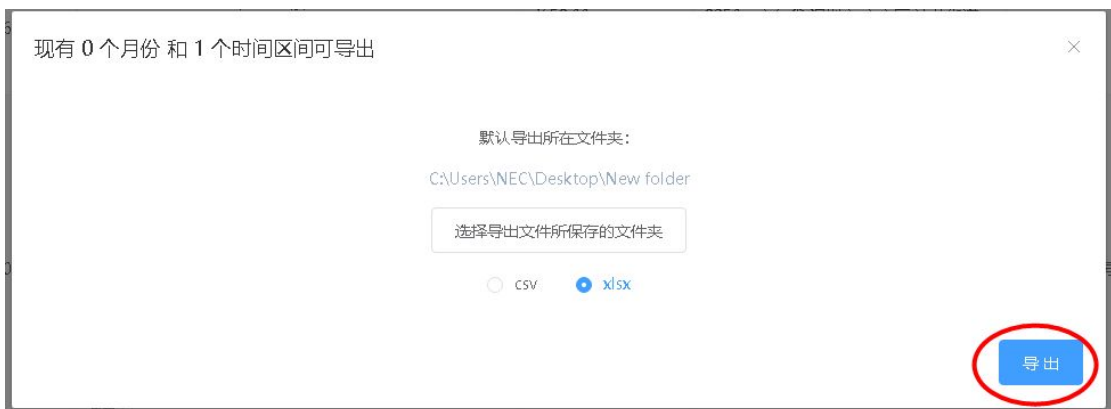 现有 0 个月份 和 1 个时间区间可导出
默认导出所在文件夹:
C:\Users\NEC\Desktop\New folder
选择导出文件所保存的文件夹
csv xlsx
导出